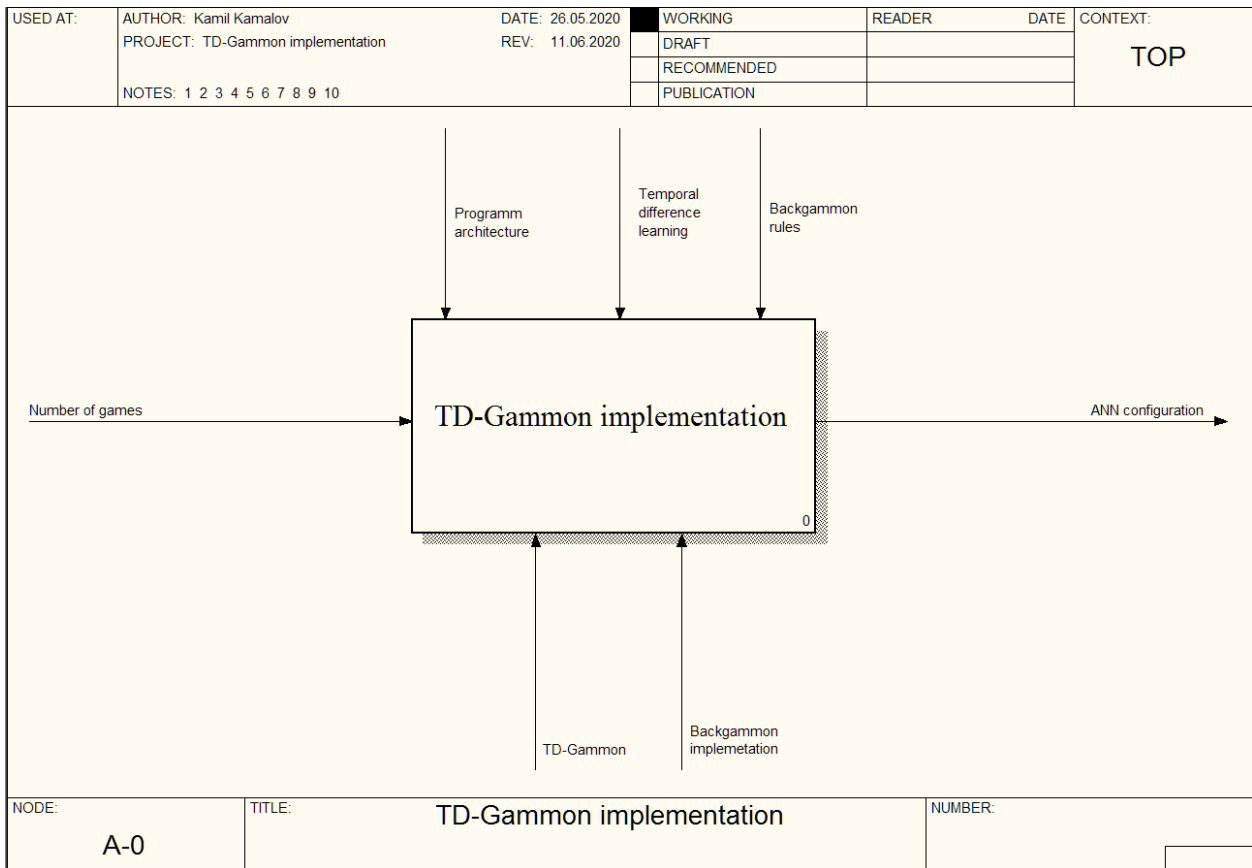 USED AT:
AUTHOR: Kamil Kamalov
DATE: 26.05.2020
PROJECT: TD-Gammon implementation
REV: 11.06.2020
NOTES: 1 2 3 4 5 6 7 8 9 10
WORKING
DRAFT
RECOMMENDED
PUBLICATION
READER
DATE
CONTEXT:
TOP
Programm
architecture
Temporal
difference
learning
Backgammon
rules
Number of games
TD-Gammon implementation
0
ANN configuration
TD-Gammon
Backgammon
implemetation
NODE:
A-0
TITLE:
TD-Gammon implementation
NUMBER: